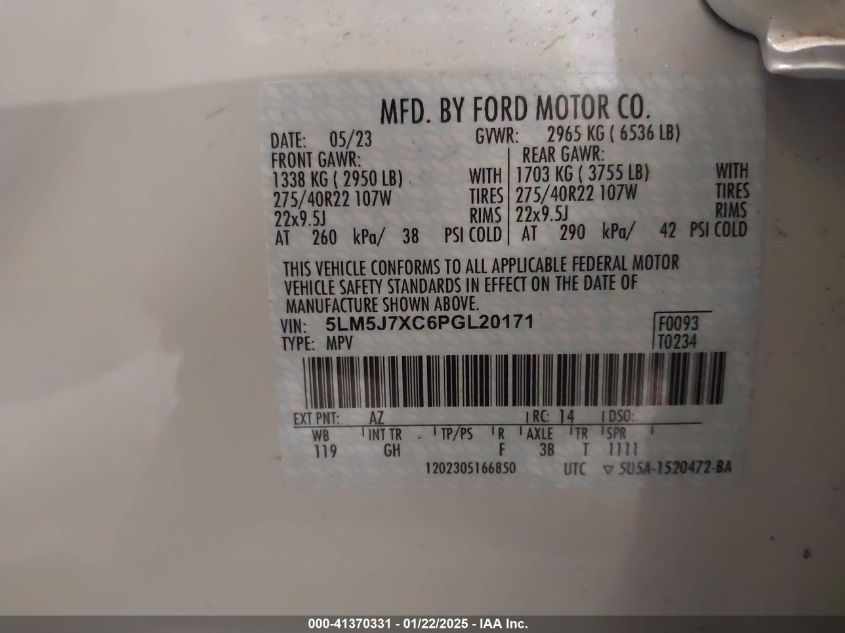 MFD. BY FORD MOTOR CO.
DATE: 05/23 GVWR: 2965 KG ( 6536 LB)
FRONT GAWR: REAR GAWR:
1338 KG ( 2950 LB) WITH 1703 KG ( 3755 LB) WITH
275/40R22 107W TIRES 275/40R22 107W TIRES
22x9.5J RIMS 22x9.5J RIMS
AT 260 kPa/ 38 PSI COLD AT 290 kPa/ 42 PSI COLD
THIS VEHICLE CONFORMS TO ALL APPLICABLE FEDERAL MOTOR
VEHICLE SAFETY STANDARDS IN EFFECT ON THE DATE OF
MANUFACTURE SHOWN ABOVE.
VIN: 5LM5J7XC6PGL20171 F0093
TYPE: MPV T0234
EXT PNT: AZ RC: 14 DSO:
WB INT TR TP/PS R AXLE TR SPR
119 GH F 3B T 1111
1202305166850 UTC ▽ 5U5A-1520472-BA
000-41370331 - 01/22/2025 - IAA Inc.